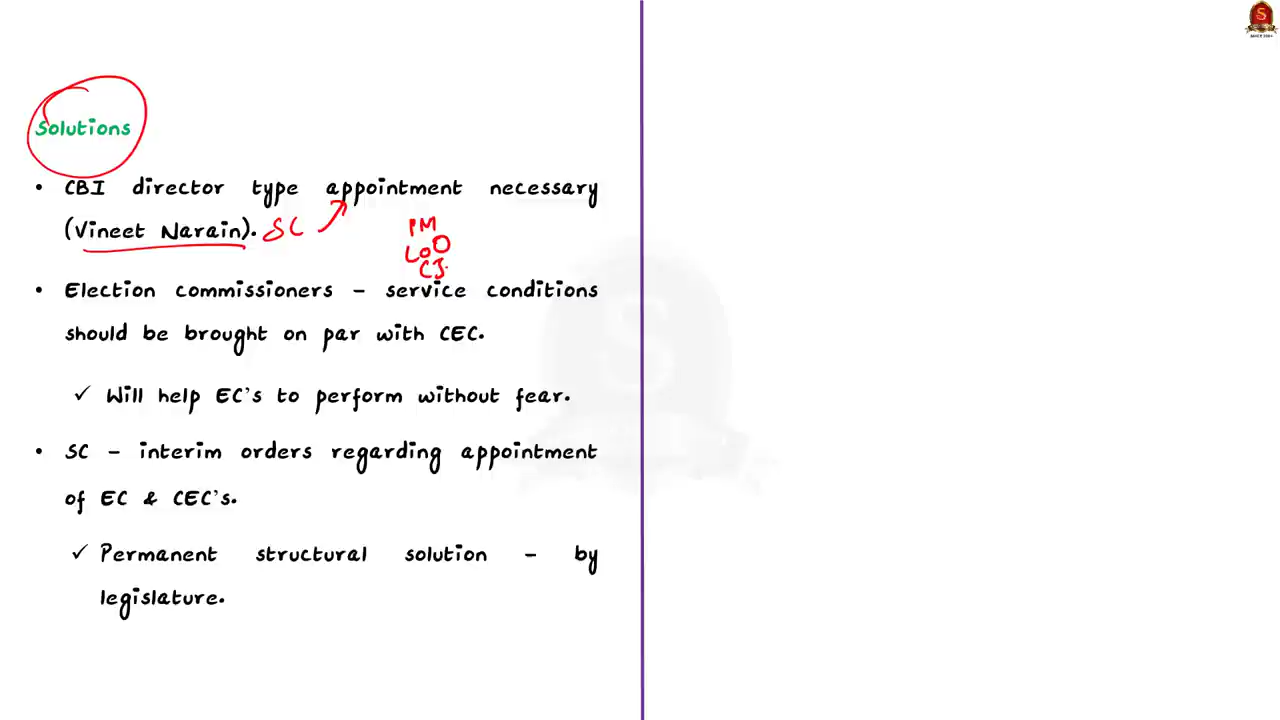 Solutions
• CBI director type appointment necessary
(Vineet Narain). SC
PM
LoO
CJ
• Election commissioners – service conditions
should be brought on par with CEC.
✓ Will help EC's to perform without fear.
• SC – interim orders regarding appointment
of EC & CEC's.
✓ Permanent structural solution – by
legislature.
S